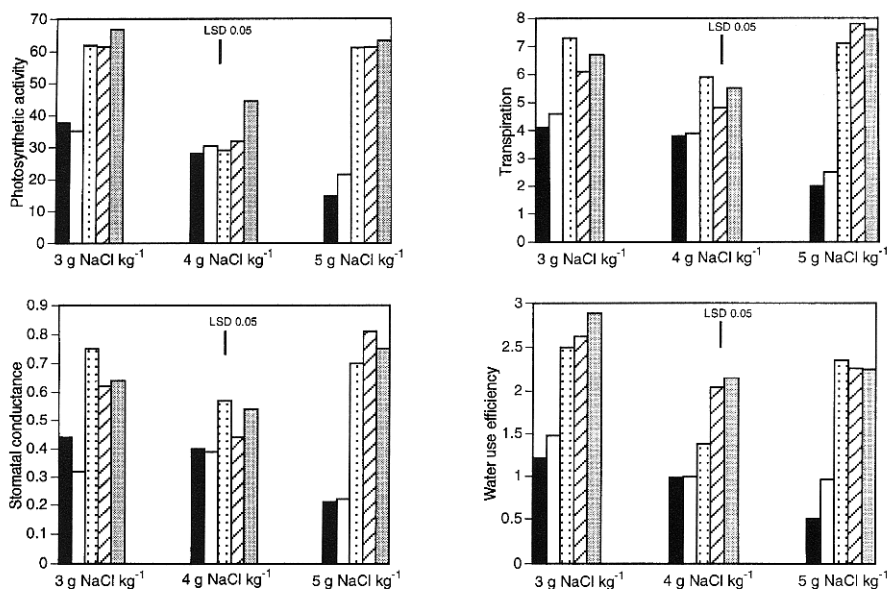 Photosynthetic activity
70
60
50
40
30
20
10
0
LSD 0.05
3 g NaCl kg⁻¹ 4 g NaCl kg⁻¹ 5 g NaCl kg⁻¹
Transpiration
8
7
6
5
4
3
2
1
0
LSD 0.05
3 g NaCl kg⁻¹ 4 g NaCl kg⁻¹ 5 g NaCl kg⁻¹
Stomatal conductance
0.9
0.8
0.7
0.6
0.5
0.4
0.3
0.2
0.1
0
LSD 0.05
3 g NaCl kg⁻¹ 4 g NaCl kg⁻¹ 5 g NaCl kg⁻¹
Water use efficiency
3
2.5
2
1.5
1
0.5
0
LSD 0.05
3 g NaCl kg⁻¹ 4 g NaCl kg⁻¹ 5 g NaCl kg⁻¹